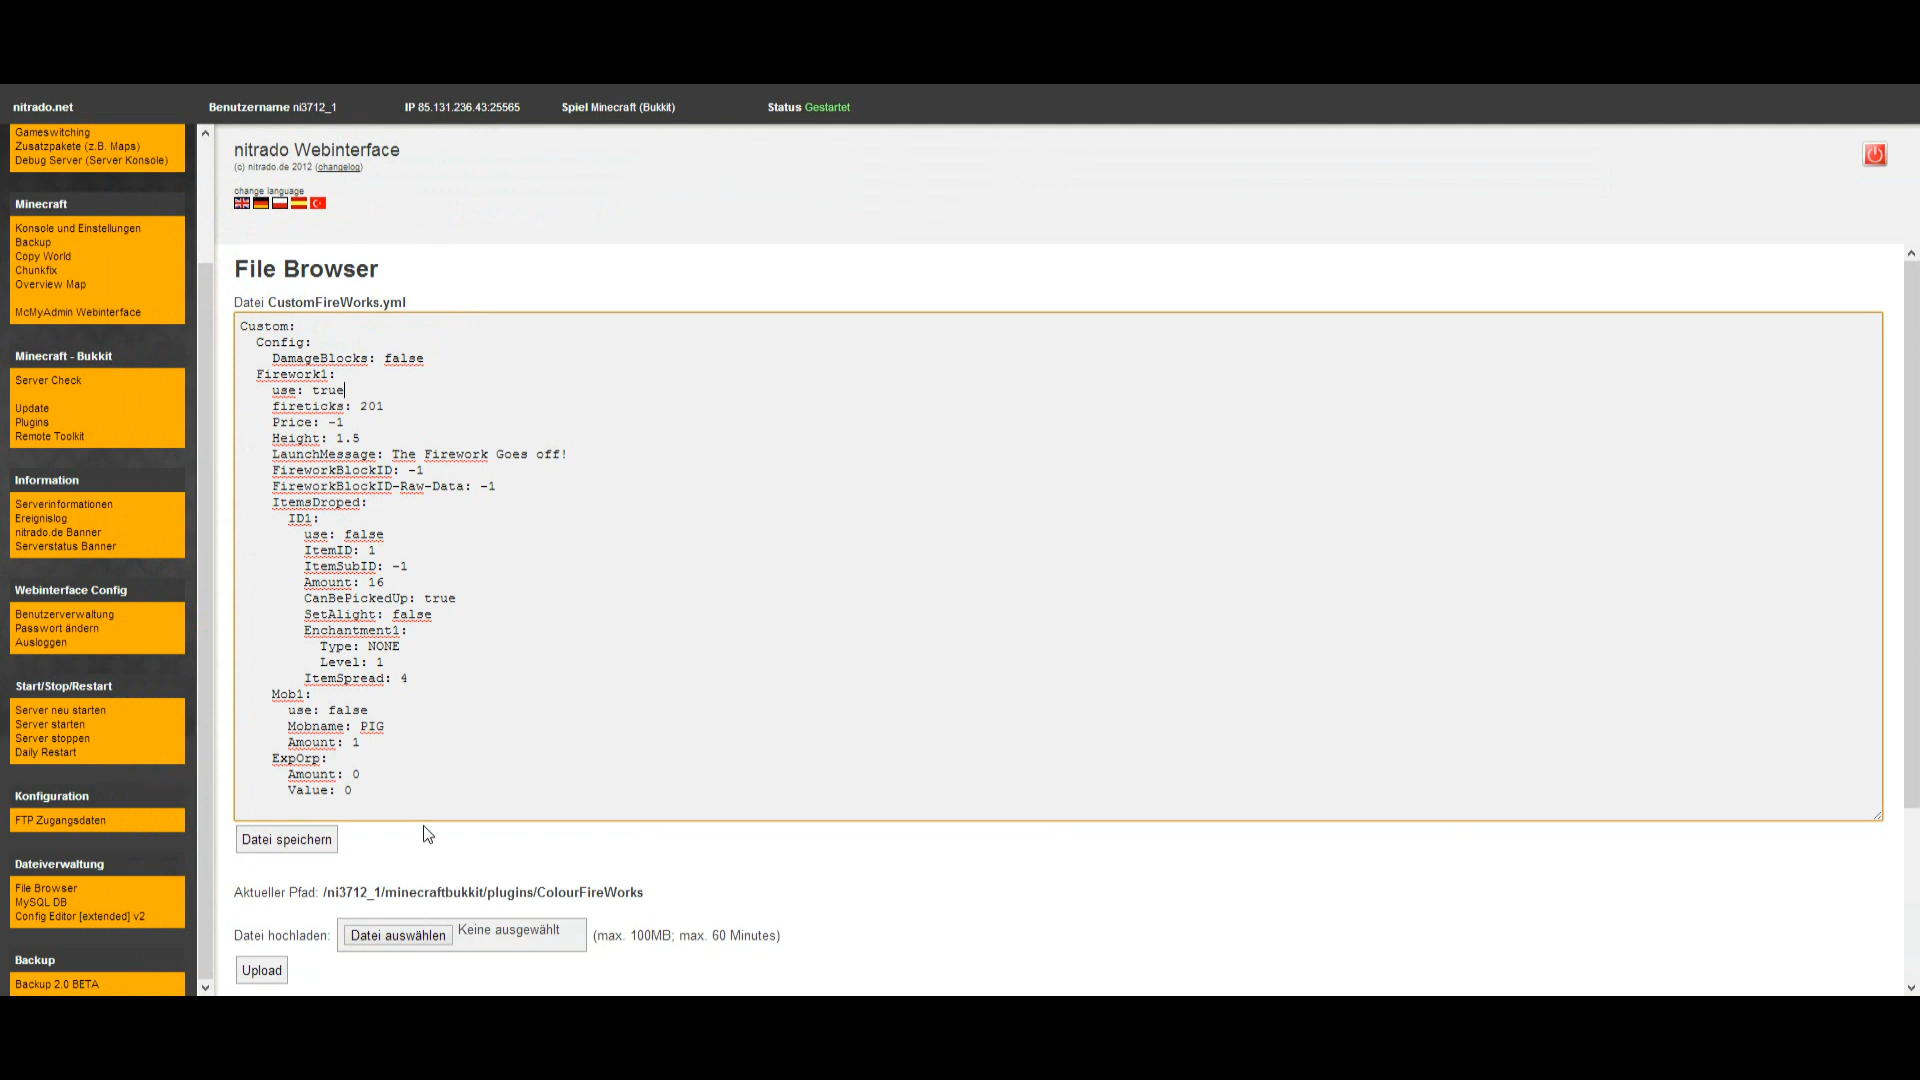 nitrado.net
Benutzername ni3712_1
IP 85.131.236.43:25565
Spiel Minecraft (Bukkit)
Status Gestartet
Gameswitching
Zusatzpakete (z.B. Maps)
Debug Server (Server Konsole)
Minecraft
Konsole und Einstellungen
Backup
Copy World
Chunkfix
Overview Map
McMyAdmin Webinterface
Minecraft - Bukkit
Server Check
Update
Plugins
Remote Toolkit
Information
Serverinformationen
Ereignislog
nitrado.de Banner
Serverstatus Banner
Webinterface Config
Benutzerverwaltung
Passwort ändern
Ausloggen
Start/Stop/Restart
Server neu starten
Server starten
Server stoppen
Daily Restart
Konfiguration
FTP Zugangsdaten
Dateiverwaltung
File Browser
MySQL DB
Config Editor [extended] v2
Backup
Backup 2.0 BETA
nitrado Webinterface
(c) nitrado.de 2012 (changelog)
change language
File Browser
Datei CustomFireWorks.yml
Custom:
Config:
DamageBlocks: false
Firework1:
use: true
fireticks: 201
Price: -1
Height: 1.5
LaunchMessage: The Firework Goes off!
FireworkBlockID: -1
FireworkBlockID-Raw-Data: -1
ItemsDroped:
ID1:
use: false
ItemID: 1
ItemSubID: -1
Amount: 16
CanBePickedUp: true
SetAlight: false
Enchantment1:
Type: NONE
Level: 1
ItemSpread: 4
Mob1:
use: false
Mobname: PIG
Amount: 1
ExpOrp:
Amount: 0
Value: 0
Datei speichern
Aktueller Pfad: /ni3712_1/minecraftbukkit/plugins/ColourFireWorks
Datei hochladen: Datei auswählen Keine ausgewählt (max. 100MB; max. 60 Minutes)
Upload